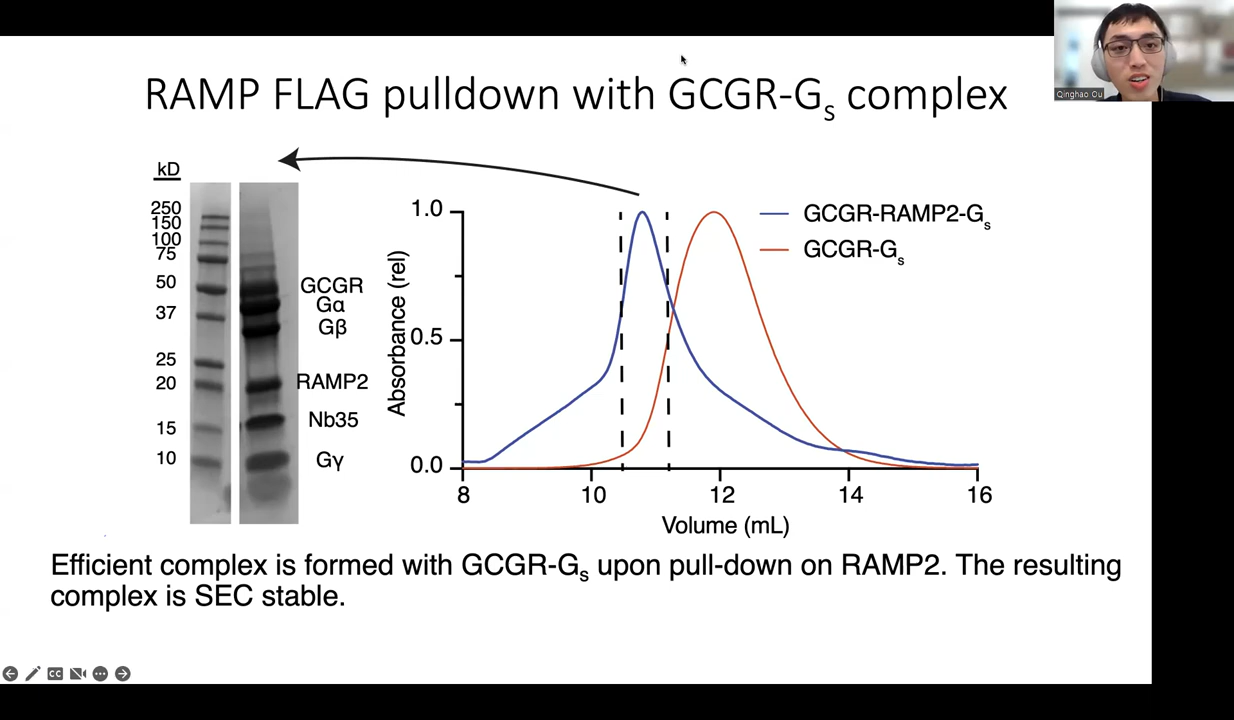 RAMP FLAG pulldown with GCGR-Gs complex
Qinghao Ou
kD
250
150
100
75
50
37
25
20
15
10
GCGR
Gα
Gβ
RAMP2
Nb35
Gγ
Absorbance (rel)
1.0
0.5
0.0
8
10
12
14
16
Volume (mL)
GCGR-RAMP2-Gs
GCGR-Gs
Efficient complex is formed with GCGR-Gs upon pull-down on RAMP2. The resulting
complex is SEC stable.
CC